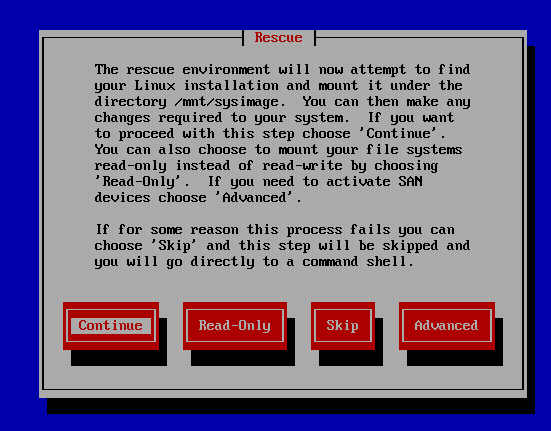 Rescue
The rescue environment will now attempt to find
your Linux installation and mount it under the
directory /mnt/sysimage.  You can then make any
changes required to your system.  If you want
to proceed with this step choose 'Continue'.
You can also choose to mount your file systems
read-only instead of read-write by choosing
'Read-Only'.  If you need to activate SAN
devices choose 'Advanced'.
If for some reason this process fails you can
choose 'Skip' and this step will be skipped and
you will go directly to a command shell.
Continue Read-Only Skip Advanced